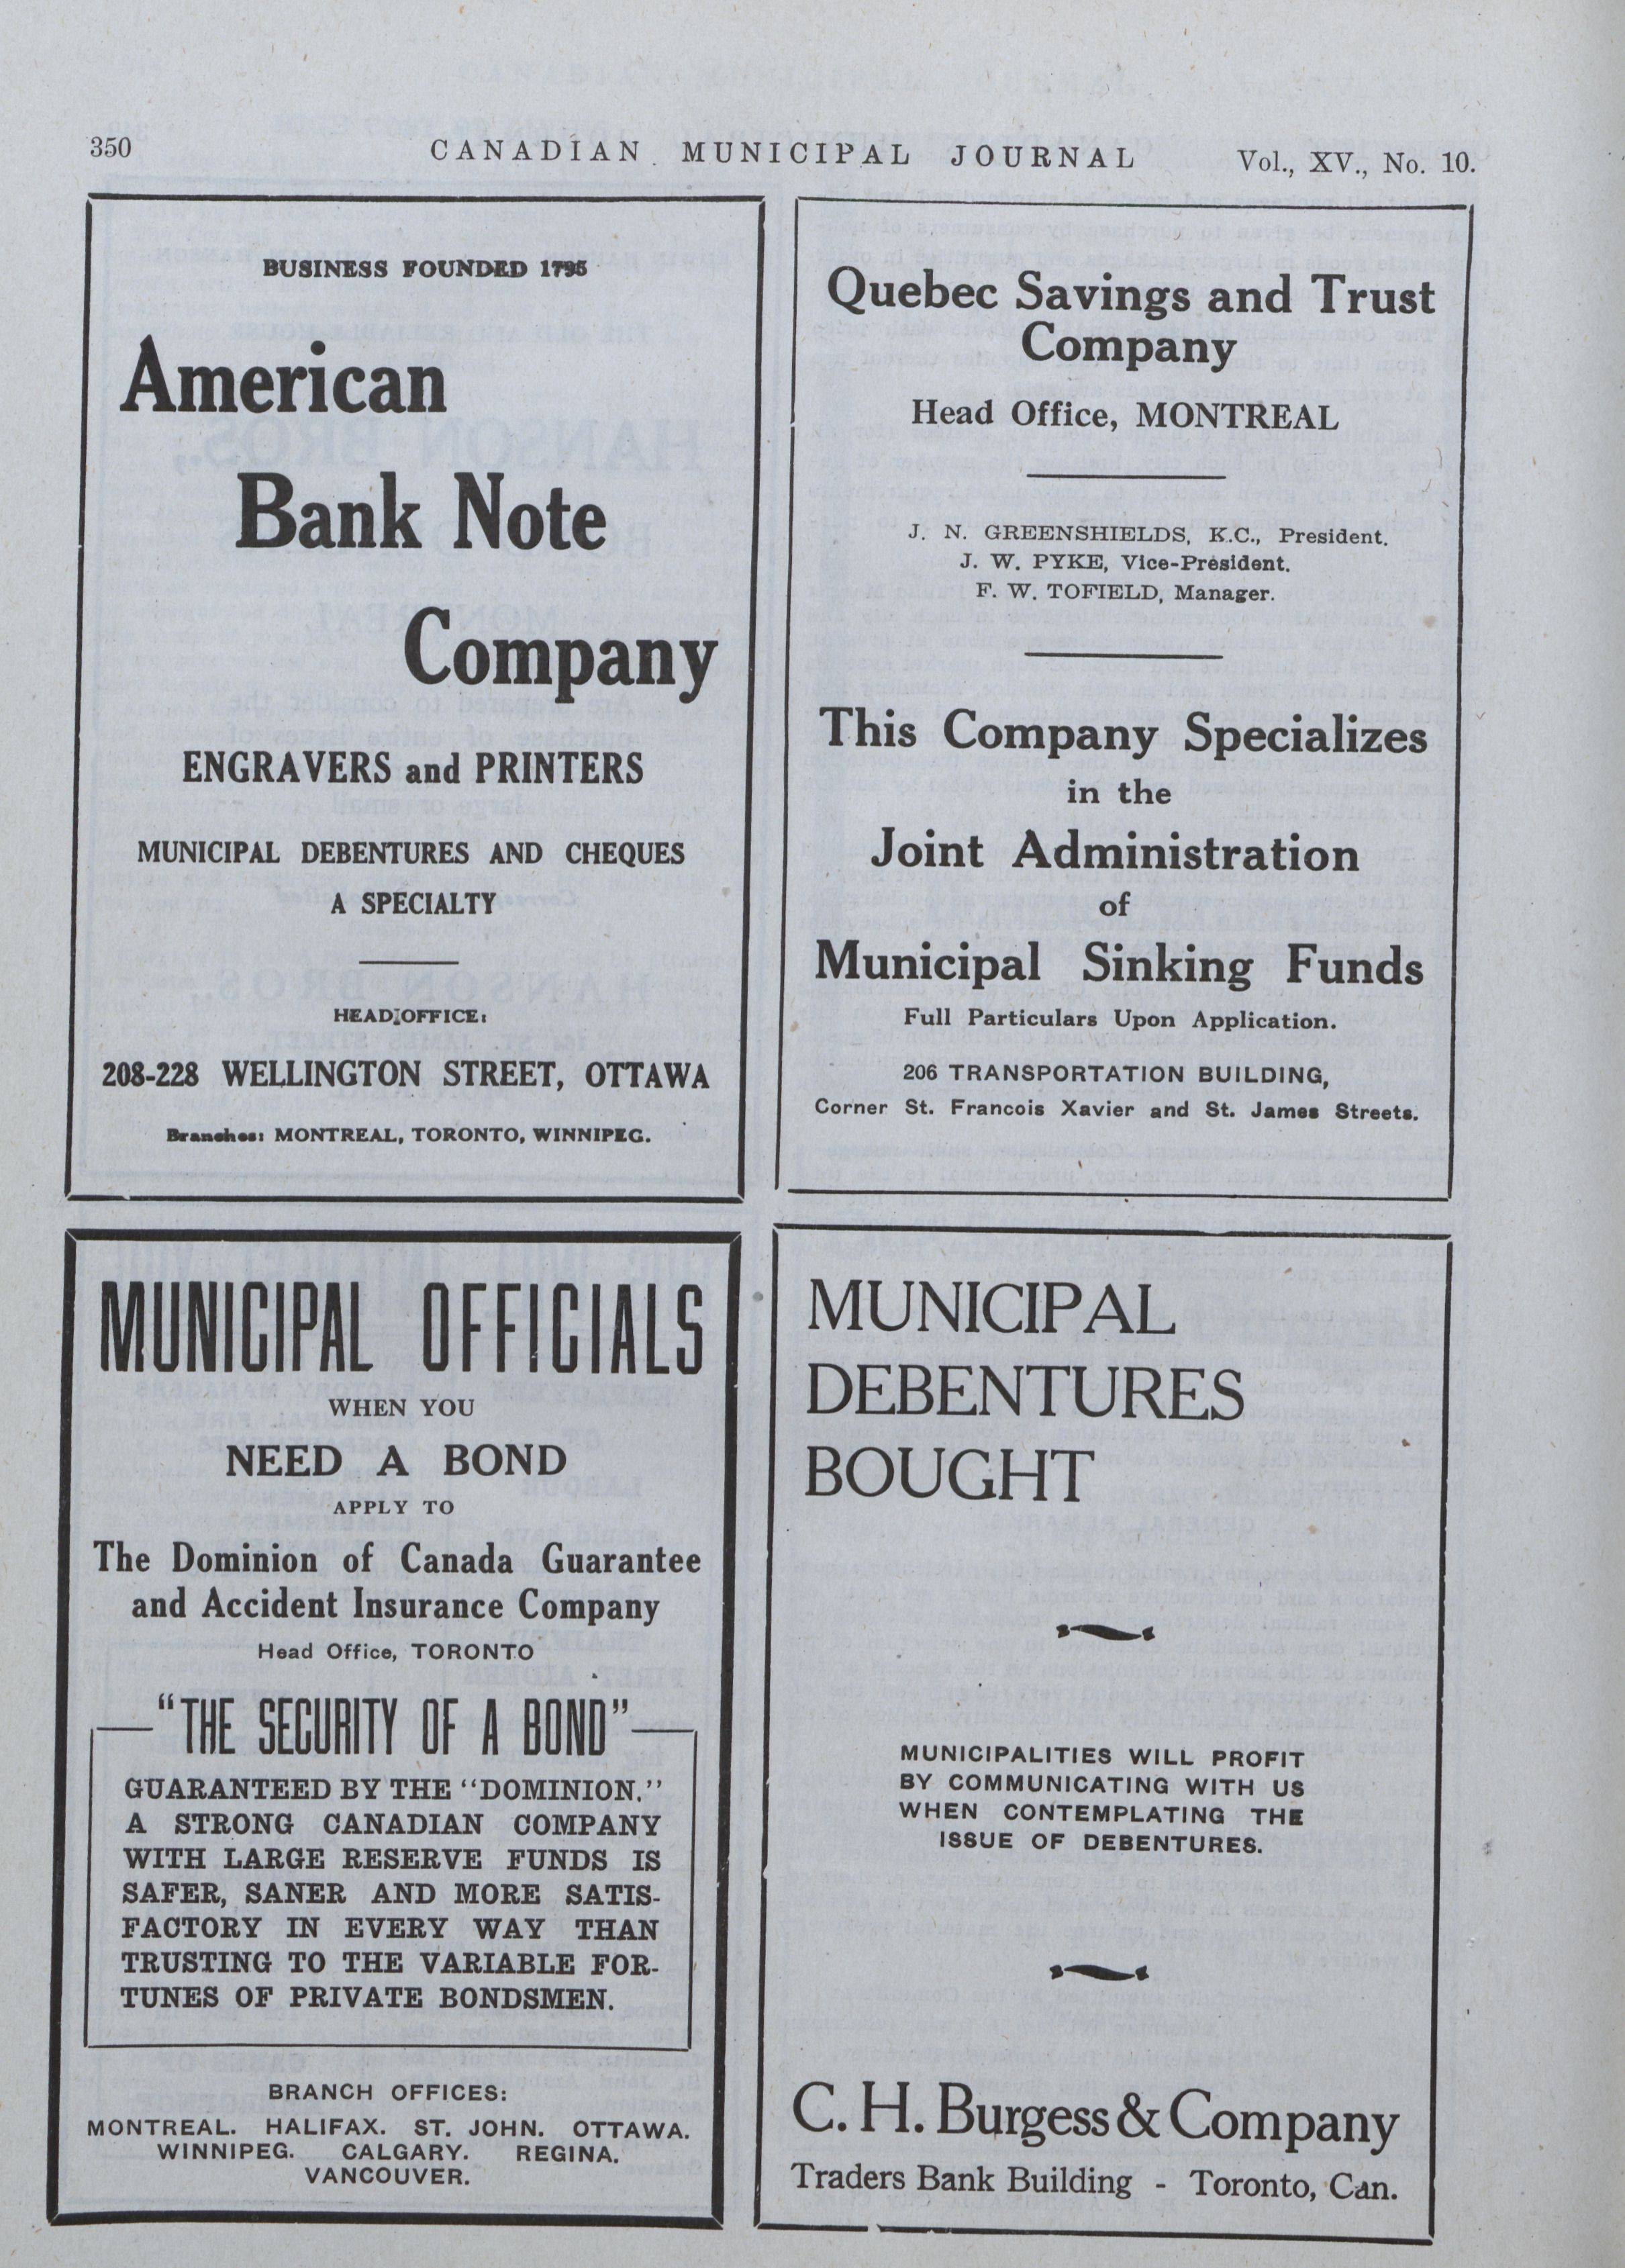 350
CANADIAN MUNICIPAL JOURNAL
Vol., XV., No. 10.
BUSINESS FOUNDED 1795
American
Bank Note
Company
ENGRAVERS and PRINTERS
MUNICIPAL DEBENTURES AND CHEQUES
A SPECIALTY
HEAD OFFICE:
208-228 WELLINGTON STREET, OTTAWA
Branches: MONTREAL, TORONTO, WINNIPEG.
Quebec Savings and Trust
Company
Head Office, MONTREAL
J. N. GREENSHIELDS, K.C., President.
J. W. PYKE, Vice-President.
F. W. TOFIELD, Manager.
This Company Specializes
in the
Joint Administration
of
Municipal Sinking Funds
Full Particulars Upon Application.
206 TRANSPORTATION BUILDING,
Corner St. Francois Xavier and St. James Streets.
MUNICIPAL OFFICIALS
WHEN YOU
NEED A BOND
APPLY TO
The Dominion of Canada Guarantee
and Accident Insurance Company
Head Office, TORONTO
"THE SECURITY OF A BOND"
GUARANTEED BY THE "DOMINION."
A STRONG CANADIAN COMPANY
WITH LARGE RESERVE FUNDS IS
SAFER, SANER AND MORE SATIS-
FACTORY IN EVERY WAY THAN
TRUSTING TO THE VARIABLE FOR-
TUNES OF PRIVATE BONDSMEN.
BRANCH OFFICES:
MONTREAL. HALIFAX. ST. JOHN. OTTAWA.
WINNIPEG. CALGARY. REGINA.
VANCOUVER.
MUNICIPAL
DEBENTURES
BOUGHT
MUNICIPALITIES WILL PROFIT
BY COMMUNICATING WITH US
WHEN CONTEMPLATING THE
ISSUE OF DEBENTURES.
C. H. Burgess & Company
Traders Bank Building - Toronto, Can.